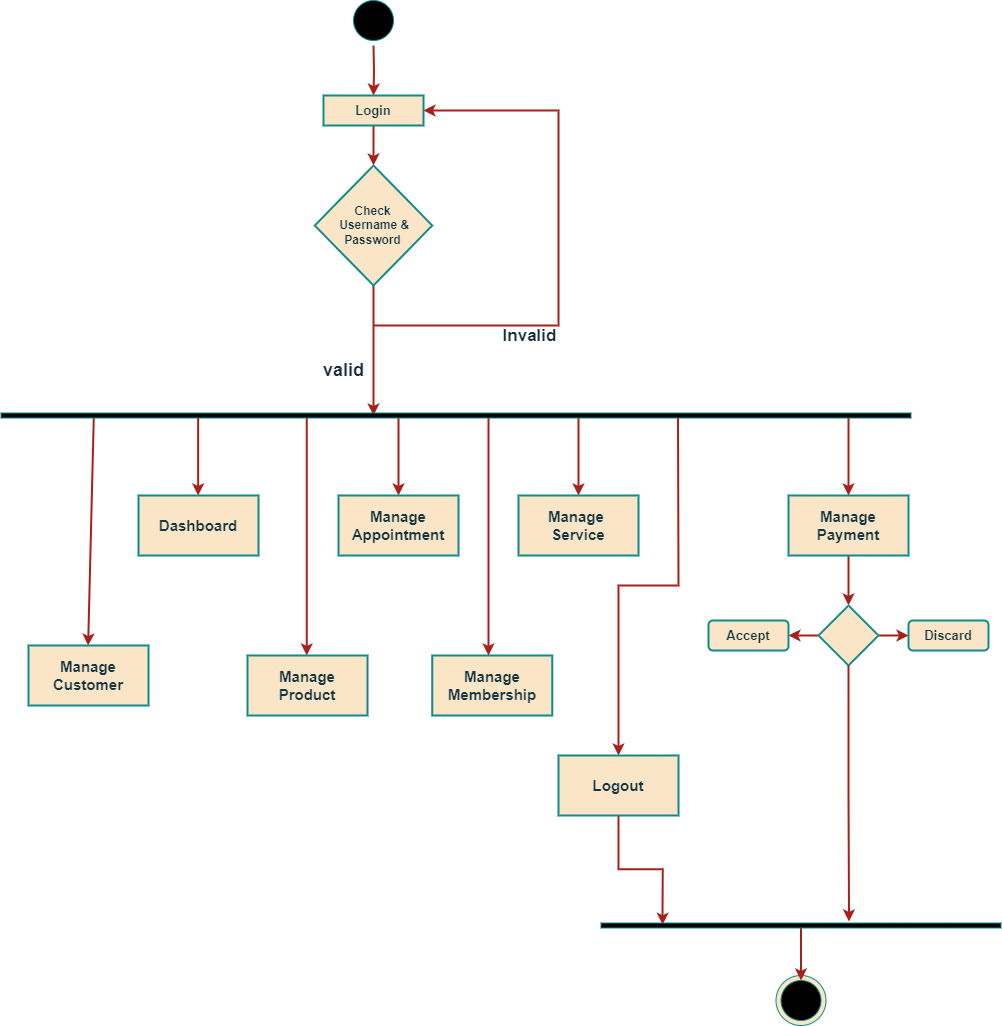 Login
Check
Username &
Password
Invalid
valid
Dashboard
Manage
Appointment
Manage
Service
Manage
Payment
Accept
Discard
Manage
Customer
Manage
Product
Manage
Membership
Logout